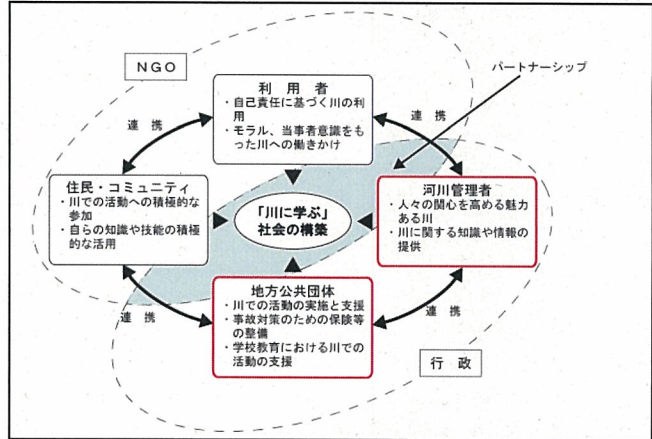 NGO
パートナーシップ
利 用 者
・自己責任に基づく川の利
用
・モラル、当事者意識をも
った川への働きかけ
連 携
連 携
住民・コミュニティ
・川での活動への積極的な
参加
・自らの知識や技能の積極
的な活用
「川に学ぶ」
社会の構築
河川管理者
・人々の関心を高める魅力
ある川
・川に関する知識や情報の
提供
地方公共団体
・川での活動の実施と支援
・事故対策のための保険等
の整備
・学校教育における川での
活動の支援
連 携
連 携
行 政